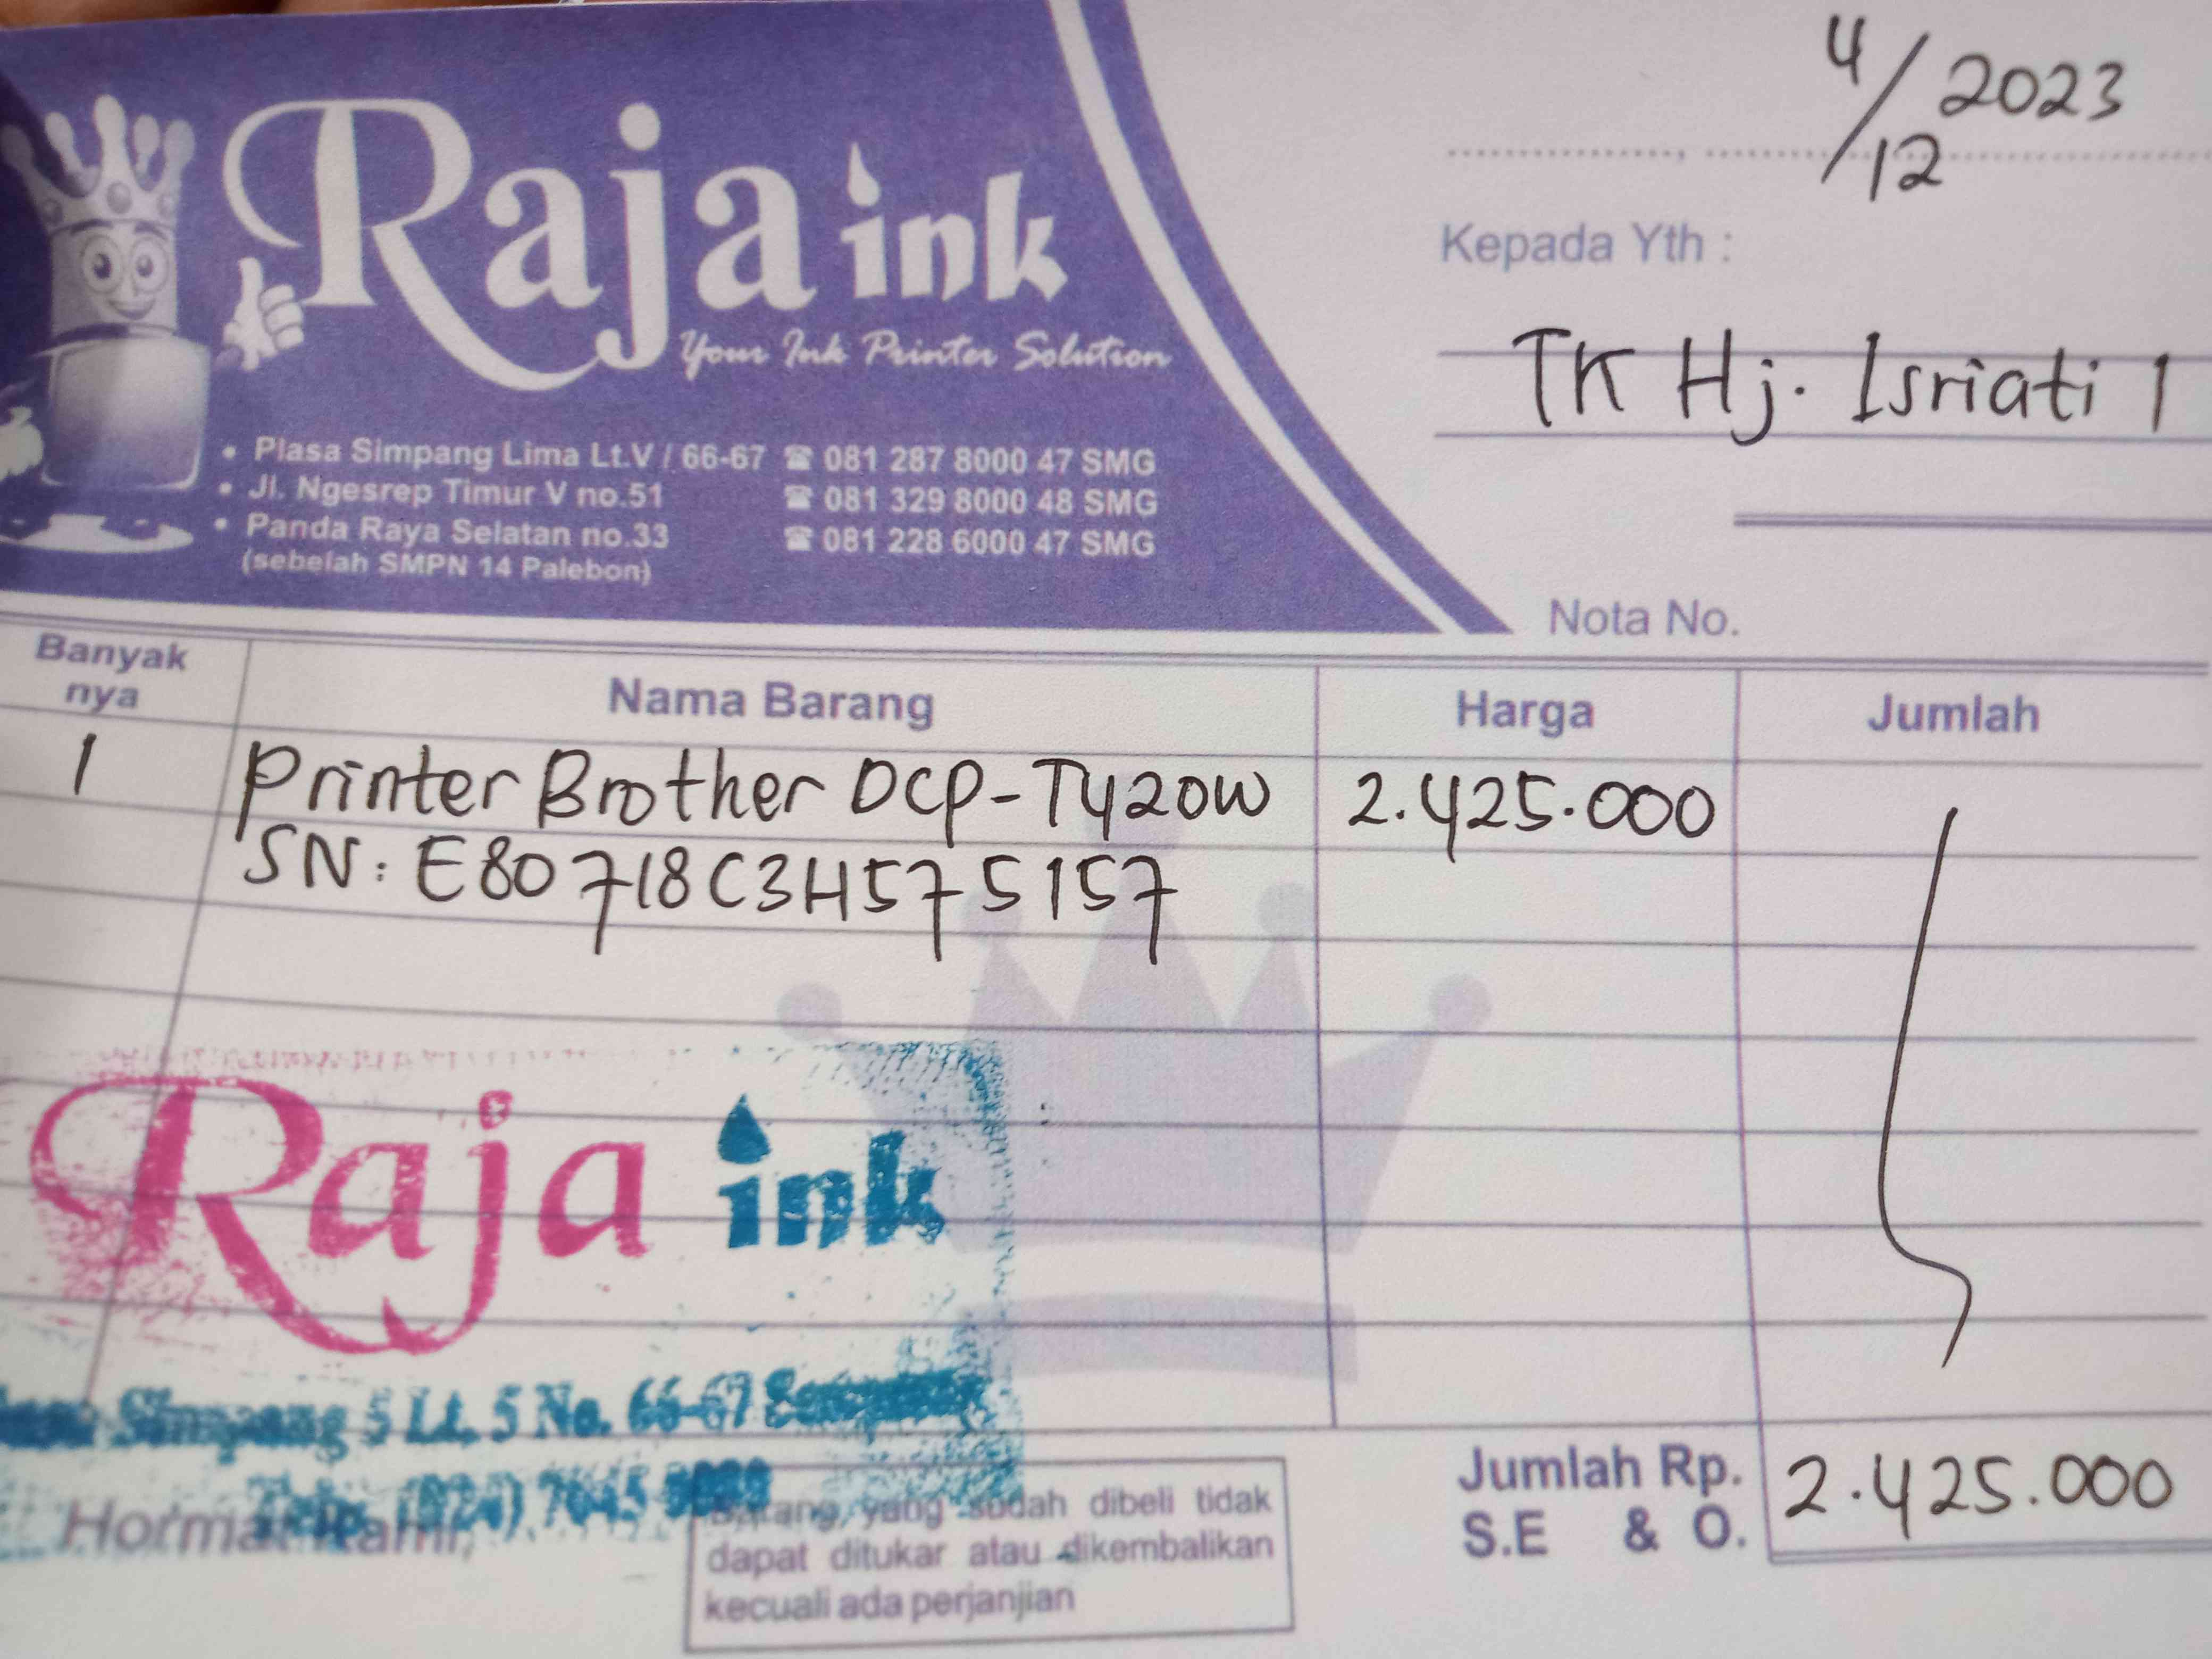 4/12 2023
Raja ink
Your Ink Printer Solution
• Plasa Simpang Lima Lt.V / 66-67 ☎ 081 287 8000 47 SMG
• Jl. Ngesrep Timur V no.51 ☎ 081 329 8000 48 SMG
• Panda Raya Selatan no.33 ☎ 081 228 6000 47 SMG
(sebelah SMPN 14 Palebon)
Kepada Yth :
TK Hj. Isriati 1
Nota No.
Banyak nya Nama Barang Harga Jumlah
1 Printer Brother DCP-T420W 2.425.000
SN: E80718C3H575157
Raja ink
Simpang 5 Lt. 5 No. 66-67
(024) 7645
Hormat Kami,
Barang yang sudah dibeli tidak
dapat ditukar atau dikembalikan
kecuali ada perjanjian
Jumlah Rp. 2.425.000
S.E & O.